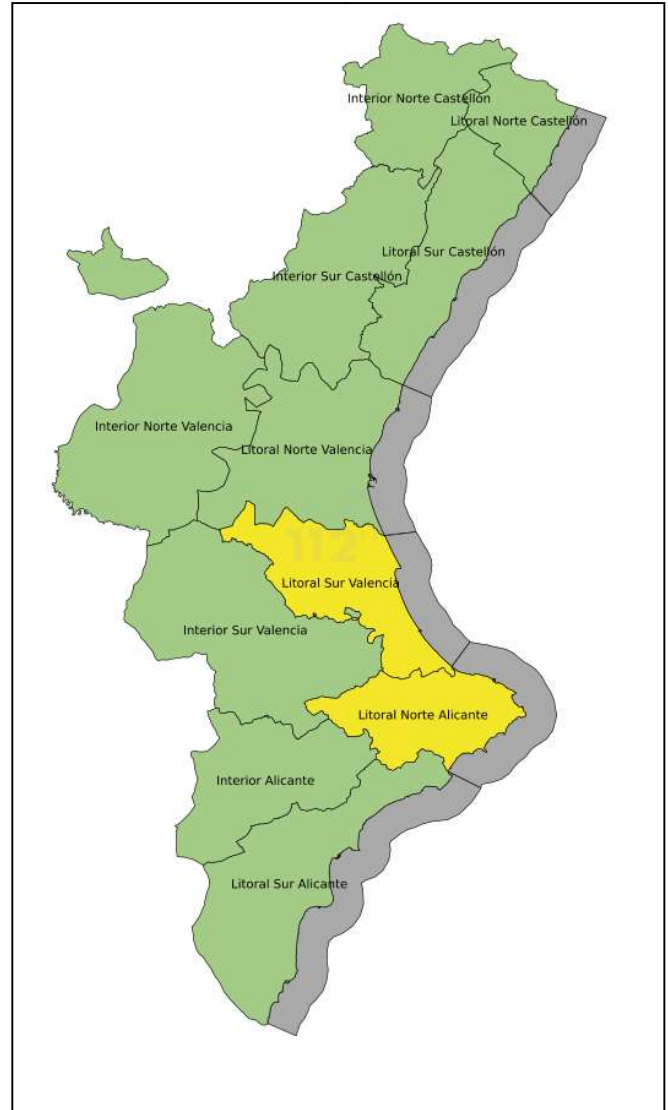 Interior Norte Castellón
Litoral Norte Castellón
Litoral Sur Castellón
Interior Sur Castellón
Interior Norte Valencia
Litoral Norte Valencia
112
Litoral Sur Valencia
Interior Sur Valencia
Litoral Norte Alicante
Interior Alicante
Litoral Sur Alicante